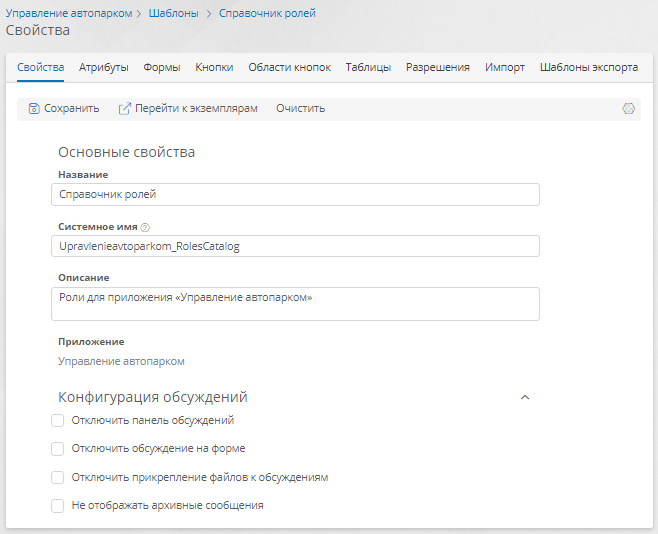 Управление автопарком > Шаблоны > Справочник ролей
Свойства
Свойства Атрибуты Формы Кнопки Области кнопок Таблицы Разрешения Импорт Шаблоны экспорта
Сохранить Перейти к экземплярам Очистить
Основные свойства
Название
Справочник ролей
Системное имя ?
Upravlenieavtoparkom_RolesCatalog
Описание
Роли для приложения «Управление автопарком»
Приложение
Управление автопарком
Конфигурация обсуждений
Отключить панель обсуждений
Отключить обсуждение на форме
Отключить прикрепление файлов к обсуждениям
Не отображать архивные сообщения